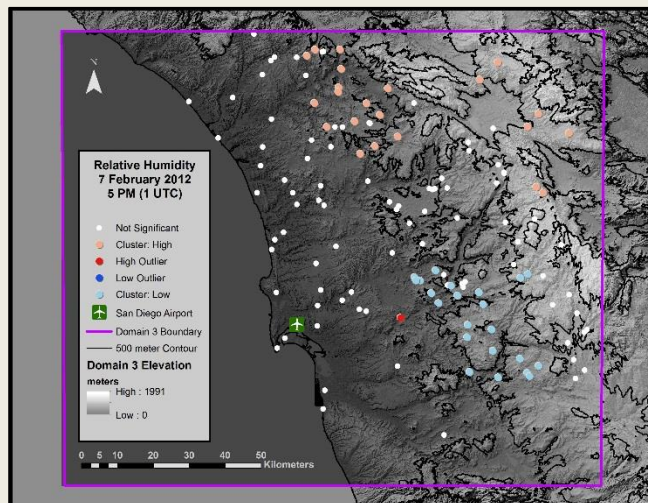 N
Relative Humidity
7 February 2012
5 PM (1 UTC)
Not Significant
Cluster: High
High Outlier
Low Outlier
Cluster: Low
San Diego Airport
Domain 3 Boundary
500 meter Contour
Domain 3 Elevation
meters
High : 1991
Low : 0
0 5 10 20 30 40 50
Kilometers